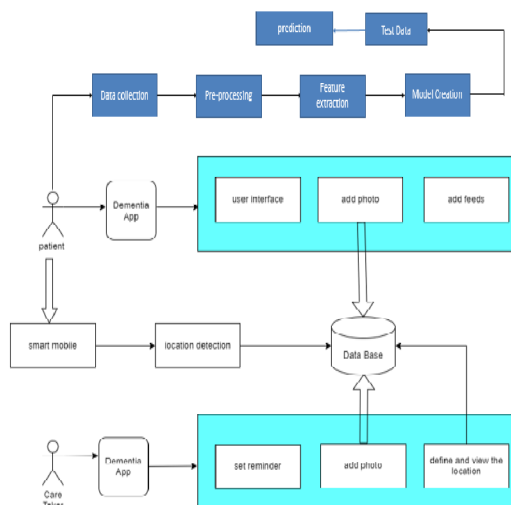 prediction
Test Data
Data collection
Pre-processing
Feature
extraction
Model Creation
Dementia
App
user interface
add photo
add feeds
patient
smart mobile
location detection
Data Base
Dementia
App
set reminder
add photo
define and view the
location
Care
Taker